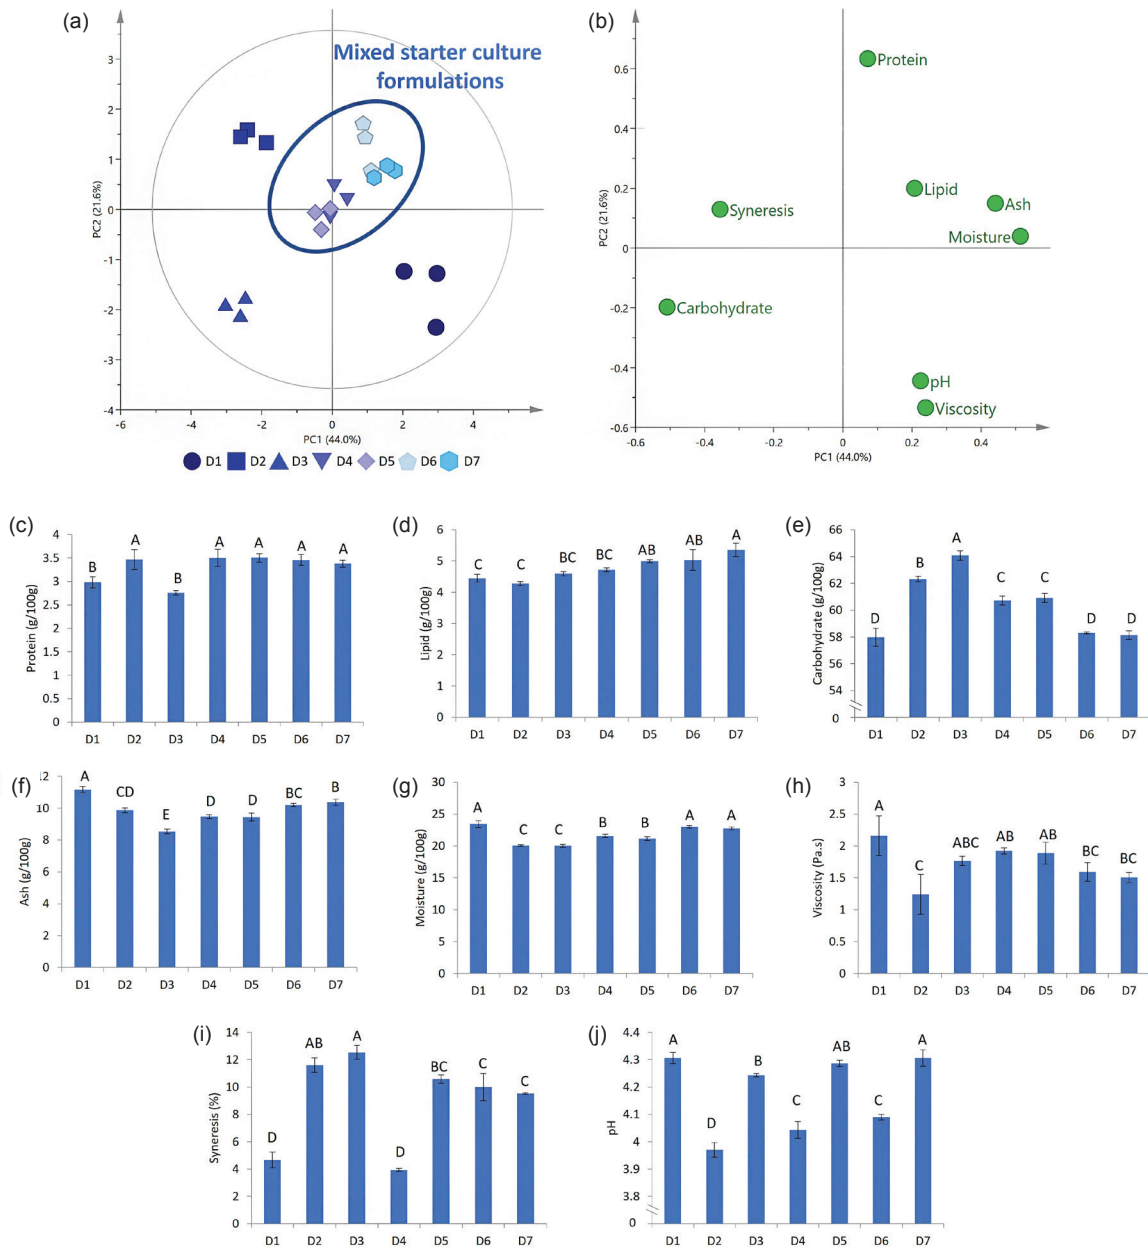 (a)
Mixed starter culture
formulations
3
2
1
0
-1
-2
-3
-4
PC2 (21.6%)
-6
-4
-2
0
2
4
PC1 (44.0%)
D1 D2 D3 D4 D5 D6 D7
(b)
0.6
0.4
0.2
0
-0.2
-0.4
-0.6
PC2 (21.6%)
Protein
Lipid
Ash
Syneresis
Moisture
Carbohydrate
pH
Viscosity
-0.6
-0.4
-0.2
0
0.2
0.4
PC1 (44.0%)
(c)
4
3.5
3
2.5
2
1.5
1
0.5
0
Protein (g/100g)
B A B A A A A
D1 D2 D3 D4 D5 D6 D7
(d)
6
5
4
3
2
1
0
Lipid (g/100g)
C C BC BC AB AB A
D1 D2 D3 D4 D5 D6 D7
(e)
66
64
62
60
58
56
54
0
Carbohydrate (g/100g)
D B A C C D D
D1 D2 D3 D4 D5 D6 D7
(f)
12
10
8
6
4
2
0
Ash (g/100g)
A CD E D D BC B
D1 D2 D3 D4 D5 D6 D7
(g)
30
25
20
15
10
5
0
Moisture (g/100g)
A C C B B A A
D1 D2 D3 D4 D5 D6 D7
(h)
3
2.5
2
1.5
1
0.5
0
Viscosity (Pa.s)
A C ABC AB AB BC BC
D1 D2 D3 D4 D5 D6 D7
(i)
14
12
10
8
6
4
2
0
Syneresis (%)
D AB A D BC C C
D1 D2 D3 D4 D5 D6 D7
(j)
4.4
4.3
4.2
4.1
4
3.9
3.8
0
pH
A D B C AB C A
D1 D2 D3 D4 D5 D6 D7